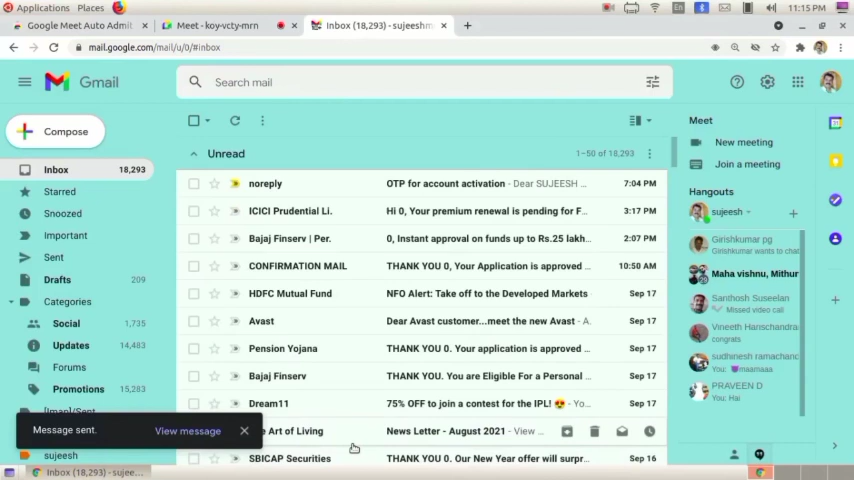 Applications Places En 11:15 PM
Google Meet Auto Admit
Meet - koy-vcty-mrn
Inbox (18,293) - sujeeshm
mail.google.com/mail/u/0/#inbox
Gmail
Search mail
Compose
Meet
New meeting
Unread
1–50 of 18,293
Join a meeting
Inbox 18,293
noreply OTP for account activation - Dear SUJEESH ... 7:04 PM
Hangouts
Starred
ICICI Prudential Li. Hi 0, Your premium renewal is pending for F... 3:17 PM
sujeesh
Snoozed
Important
Bajaj Finserv | Per. 0, Instant approval on funds up to Rs.25 lakh... 2:07 PM
Girishkumar pg
Girishkumar wants to chat
Sent
CONFIRMATION MAIL THANK YOU 0, Your Application is approved ... 10:50 AM
Maha vishnu, Mithur
Drafts 209
HDFC Mutual Fund NFO Alert: Take off to the Developed Markets Sep 17
Santhosh Suseelan
Missed video call
Categories
Social 1,735
Avast Dear Avast customer...meet the new Avast - A. Sep 17
Vineeth Harischandra
congrats
Updates 14,483
Pension Yojana THANK YOU 0. Your application is approved ... Sep 17
sudhinesh ramachand
You: 😈maamaaa
Forums
Bajaj Finserv THANK YOU. You are Eligible For a Personal ... Sep 17
PRAVEEN D
You: Hai
Promotions 15,283
Dream11 75% OFF to join a contest for the IPL! 😍 - Yo... Sep 17
[Imap]/Sent
Message sent. View message
e Art of Living News Letter - August 2021 - View ...
sujeesh
SBICAP Securities THANK YOU 0. Our New Year offer will surpr... Sep 16
Inbox (18,293) - sujee...